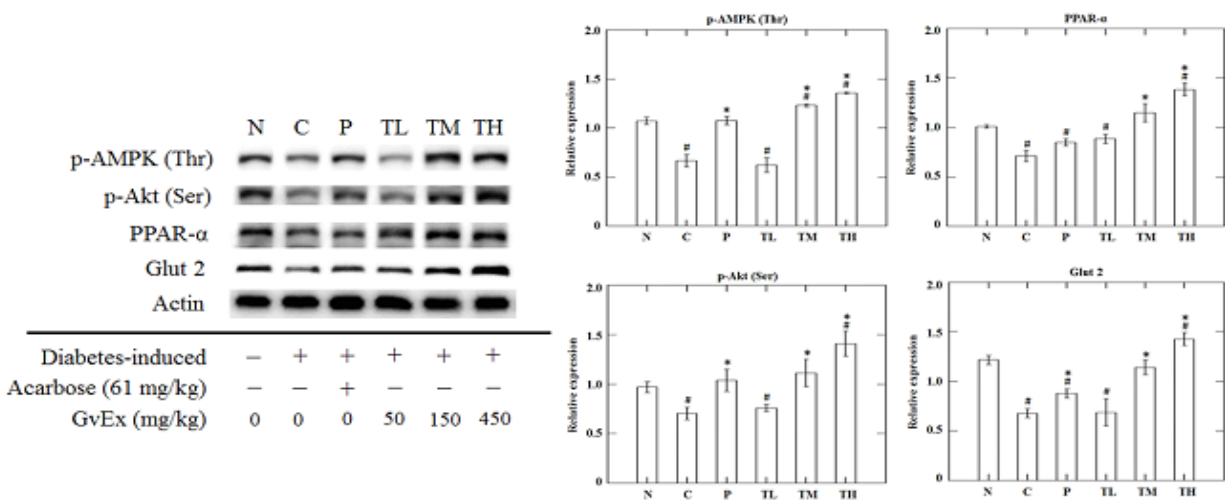 N C P TL TM TH
p-AMPK (Thr)
p-Akt (Ser)
PPAR-α
Glut 2
Actin
Diabetes-induced – + + + + +
Acarbose (61 mg/kg) – – + – – –
GvEx (mg/kg) 0 0 0 50 150 450
p-AMPK (Thr)
Relative expression
2.0
1.5
1.0
0.5
0
# * # * # * #
N C P TL TM TH
PPAR-α
Relative expression
2.0
1.5
1.0
0.5
0
# # # * * #
N C P TL TM TH
p-Akt (Ser)
Relative expression
2.0
1.5
1.0
0.5
0
# * # * * #
N C P TL TM TH
Glut 2
Relative expression
2.0
1.5
1.0
0.5
0
# #* # * * #
N C P TL TM TH